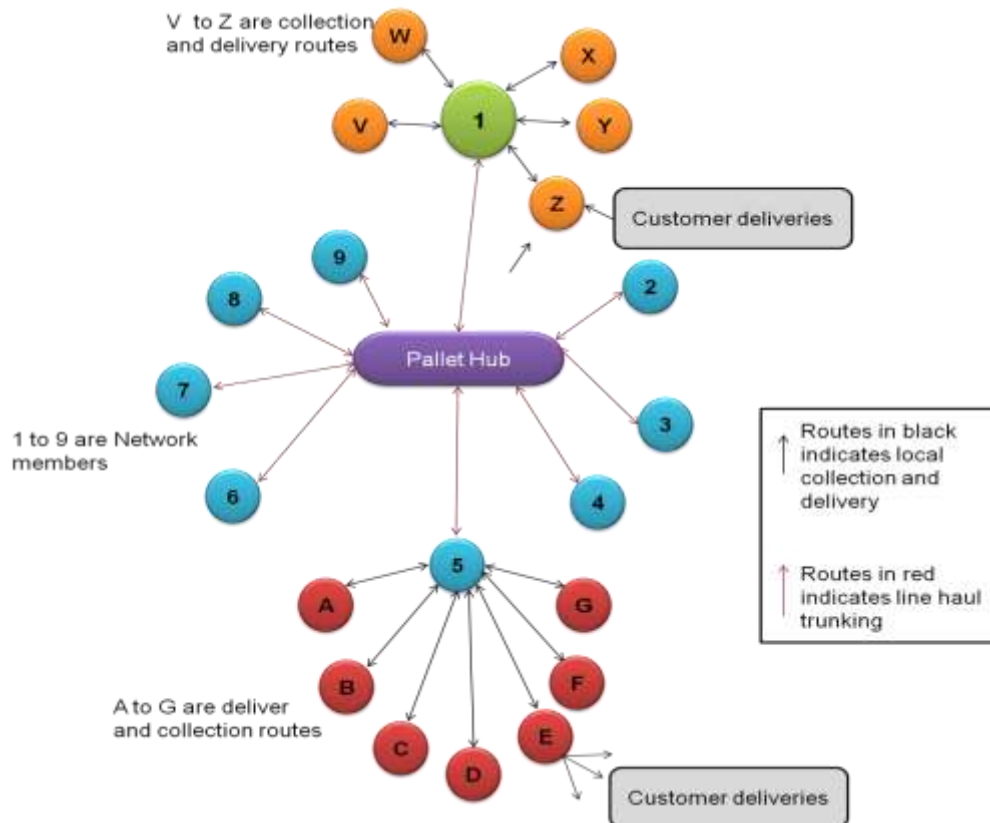 V to Z are collection
and delivery routes
W
X
V
1
Y
Z
Customer deliveries
9
8
2
Pallet Hub
7
3
1 to 9 are Network
members
6
4
Routes in black
indicates local
collection and
delivery
Routes in red
indicates line haul
trunking
5
A
G
B
F
A to G are deliver
and collection routes
C
D
E
Customer deliveries